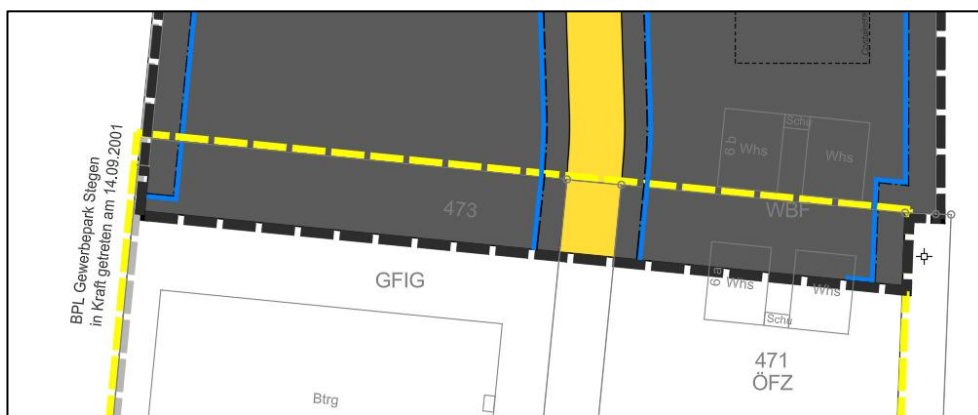 Containers
Schu
6 b
Whs
Whs
473
WBF
BPL Gewerbepark Stegen
in Kraft getreten am 14.09.2001
GFIG
6 a
Whs
Whs
Schu
471
ÖFZ
Btrg